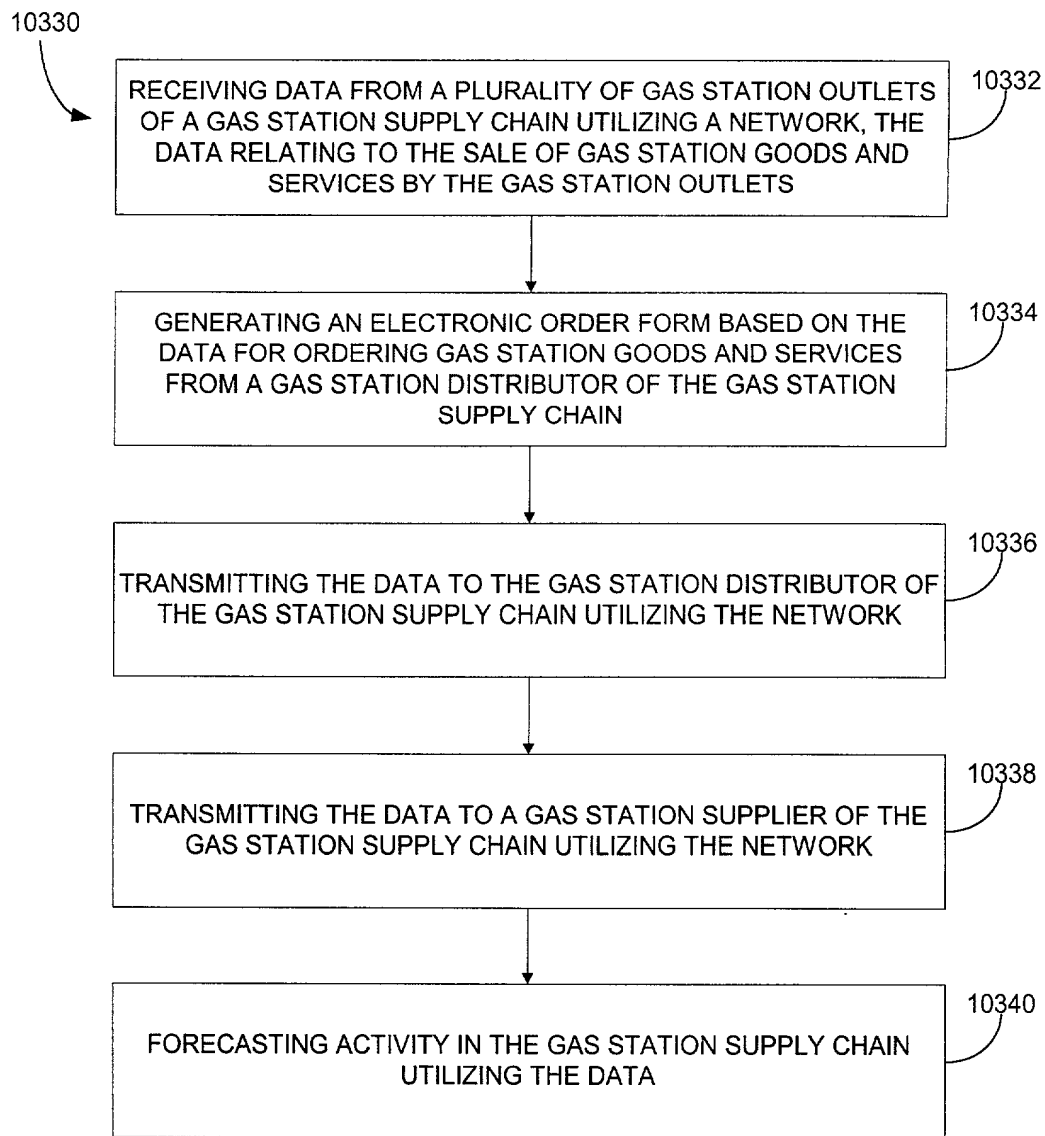 10330
RECEIVING DATA FROM A PLURALITY OF GAS STATION OUTLETS
OF A GAS STATION SUPPLY CHAIN UTILIZING A NETWORK, THE
DATA RELATING TO THE SALE OF GAS STATION GOODS AND
SERVICES BY THE GAS STATION OUTLETS
10332
GENERATING AN ELECTRONIC ORDER FORM BASED ON THE
DATA FOR ORDERING GAS STATION GOODS AND SERVICES
FROM A GAS STATION DISTRIBUTOR OF THE GAS STATION
SUPPLY CHAIN
10334
TRANSMITTING THE DATA TO THE GAS STATION DISTRIBUTOR OF
THE GAS STATION SUPPLY CHAIN UTILIZING THE NETWORK
10336
TRANSMITTING THE DATA TO A GAS STATION SUPPLIER OF THE
GAS STATION SUPPLY CHAIN UTILIZING THE NETWORK
10338
FORECASTING ACTIVITY IN THE GAS STATION SUPPLY CHAIN
UTILIZING THE DATA
10340